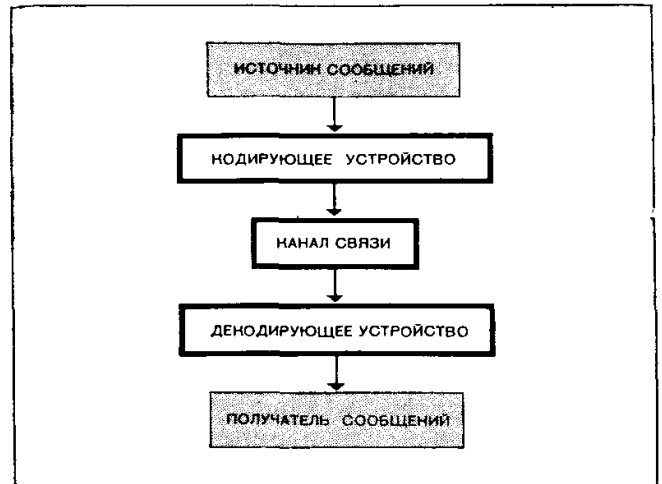 ИСТОЧНИК СООБЩЕНИЙ
КОДИРУЮЩЕЕ УСТРОЙСТВО
КАНАЛ СВЯЗИ
ДЕКОДИРУЮЩЕЕ УСТРОЙСТВО
ПОЛУЧАТЕЛЬ СООБЩЕНИЙ